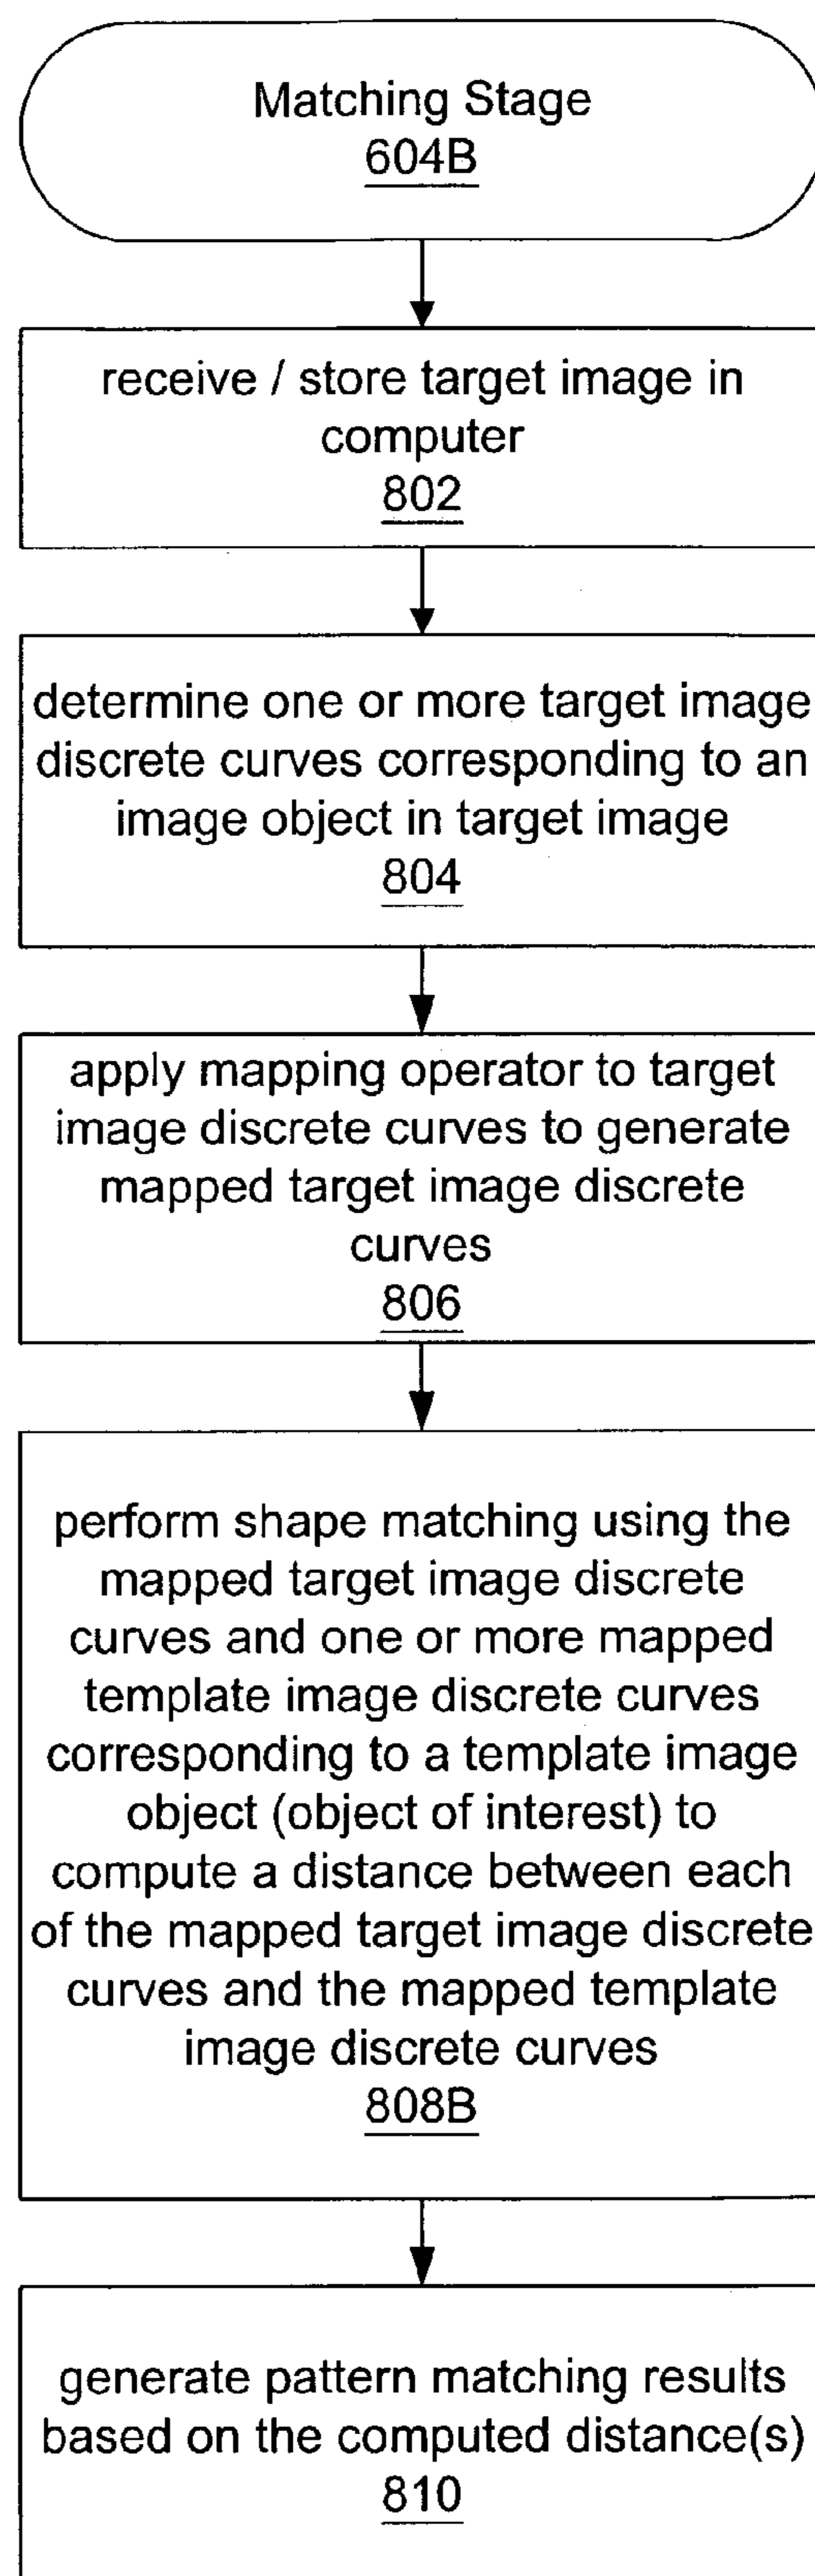 Matching Stage
604B
receive / store target image in
computer
802
determine one or more target image
discrete curves corresponding to an
image object in target image
804
apply mapping operator to target
image discrete curves to generate
mapped target image discrete
curves
806
perform shape matching using the
mapped target image discrete
curves and one or more mapped
template image discrete curves
corresponding to a template image
object (object of interest) to
compute a distance between each
of the mapped target image discrete
curves and the mapped template
image discrete curves
808B
generate pattern matching results
based on the computed distance(s)
810